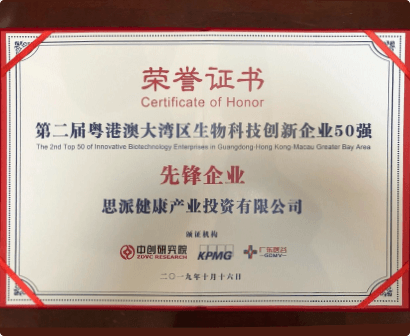 荣誉证书
Certificate of Honor
第二届粤港澳大湾区生物科技创新企业50强
The 2nd Top 50 of Innovative Biotechnology Enterprises in Guangdong-Hong Kong-Macau Greater Bay Area
先锋企业
思派健康产业投资有限公司
颁证机构
中创研究院 KPMG 广东医谷
ZDVC RESEARCH GDMV
二〇一九年十月十六日